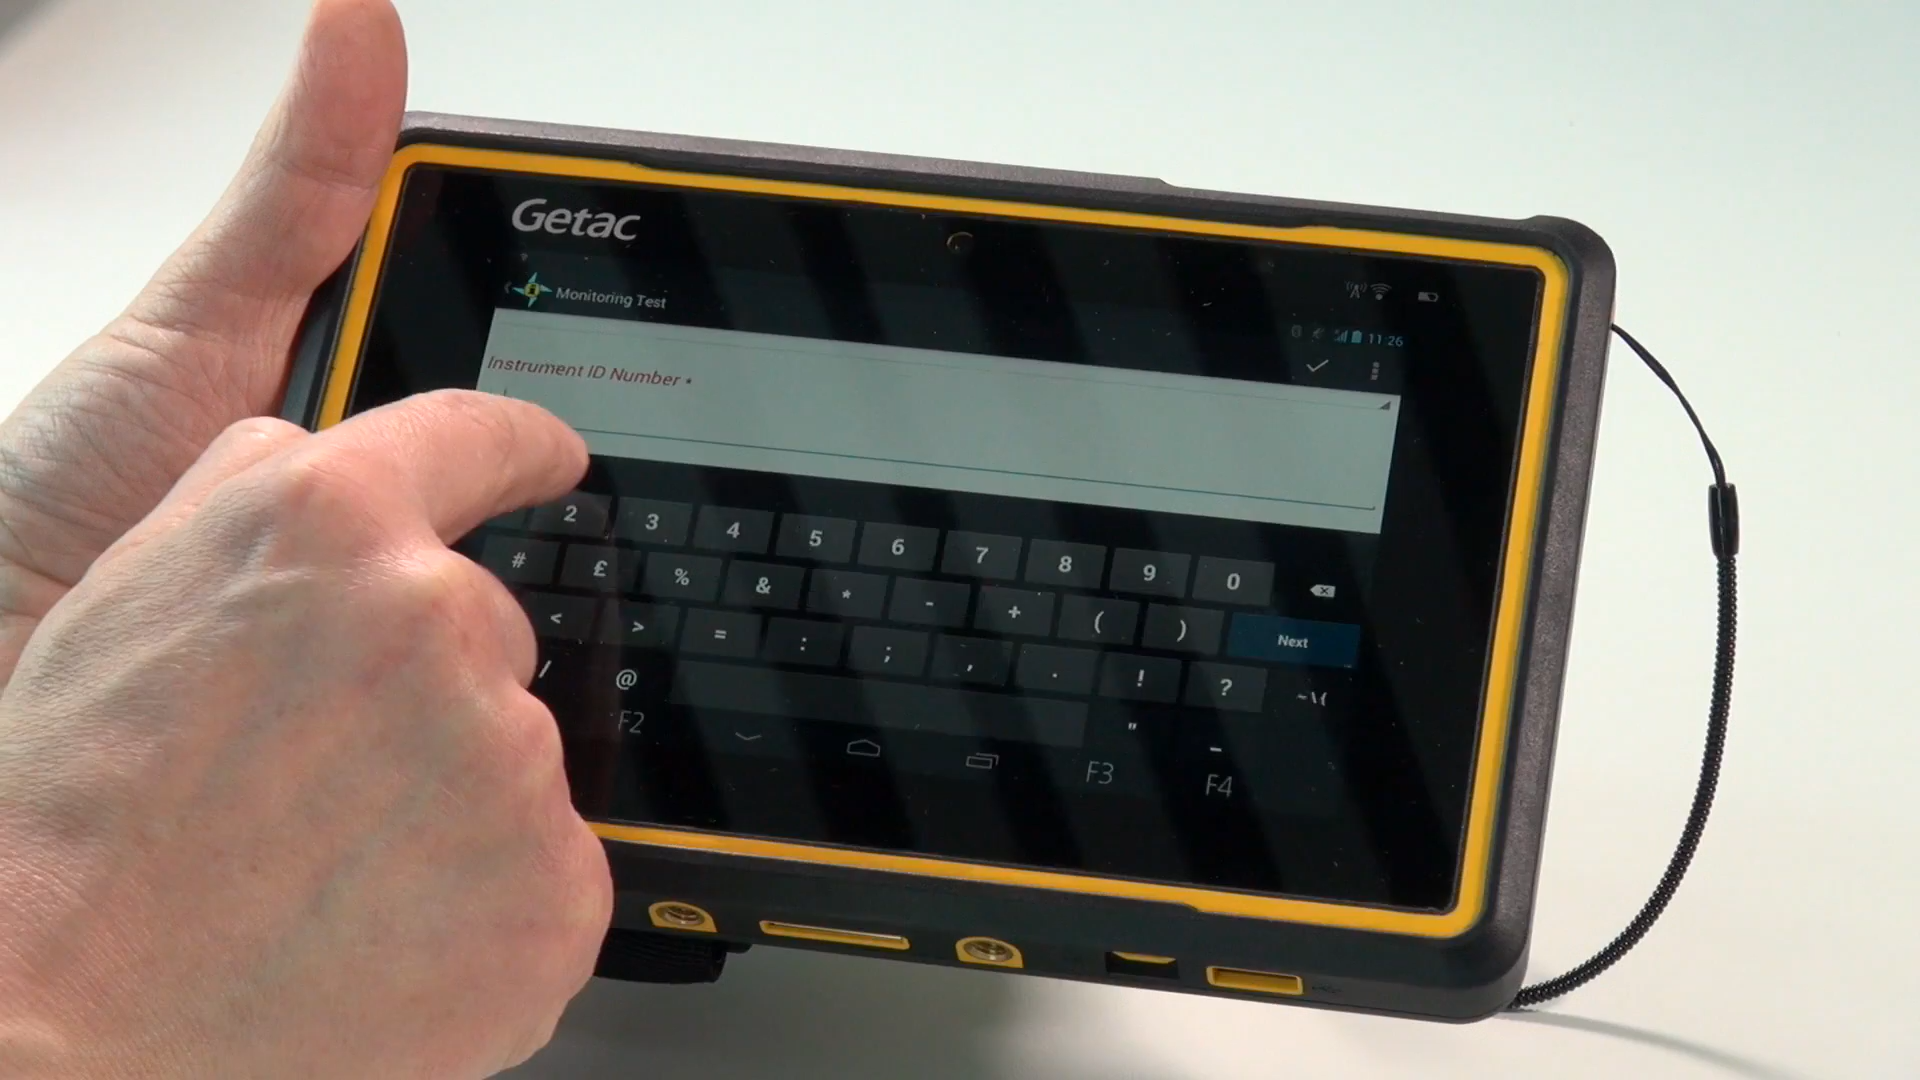 Getac
Monitoring Test
11:26
Instrument ID Number *
2 3 4 5 6 7 8 9 0
# £ % & * - + ( )
Next
< > = : ; , . ! ?
~\{
/ @ " _
F2 F3 F4